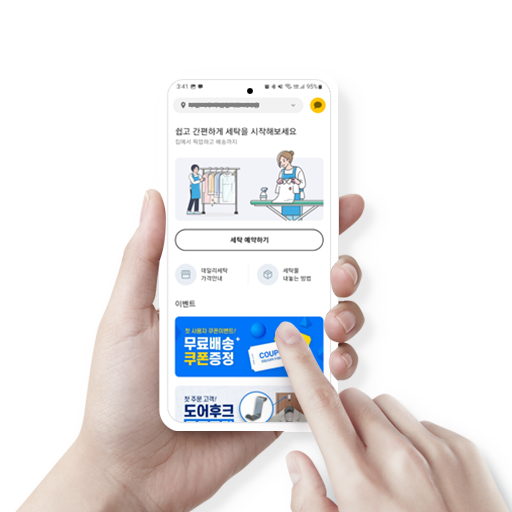 3:41
95%
쉽고 간편하게 세탁을 시작해보세요
집에서 픽업하고 배송까지
세탁 예약하기
데일리세탁
가격안내
세탁물
내놓는 방법
이벤트
첫 사용자 쿠폰이벤트!
무료배송
쿠폰증정
COUP
첫 주문 고객!
도어후크